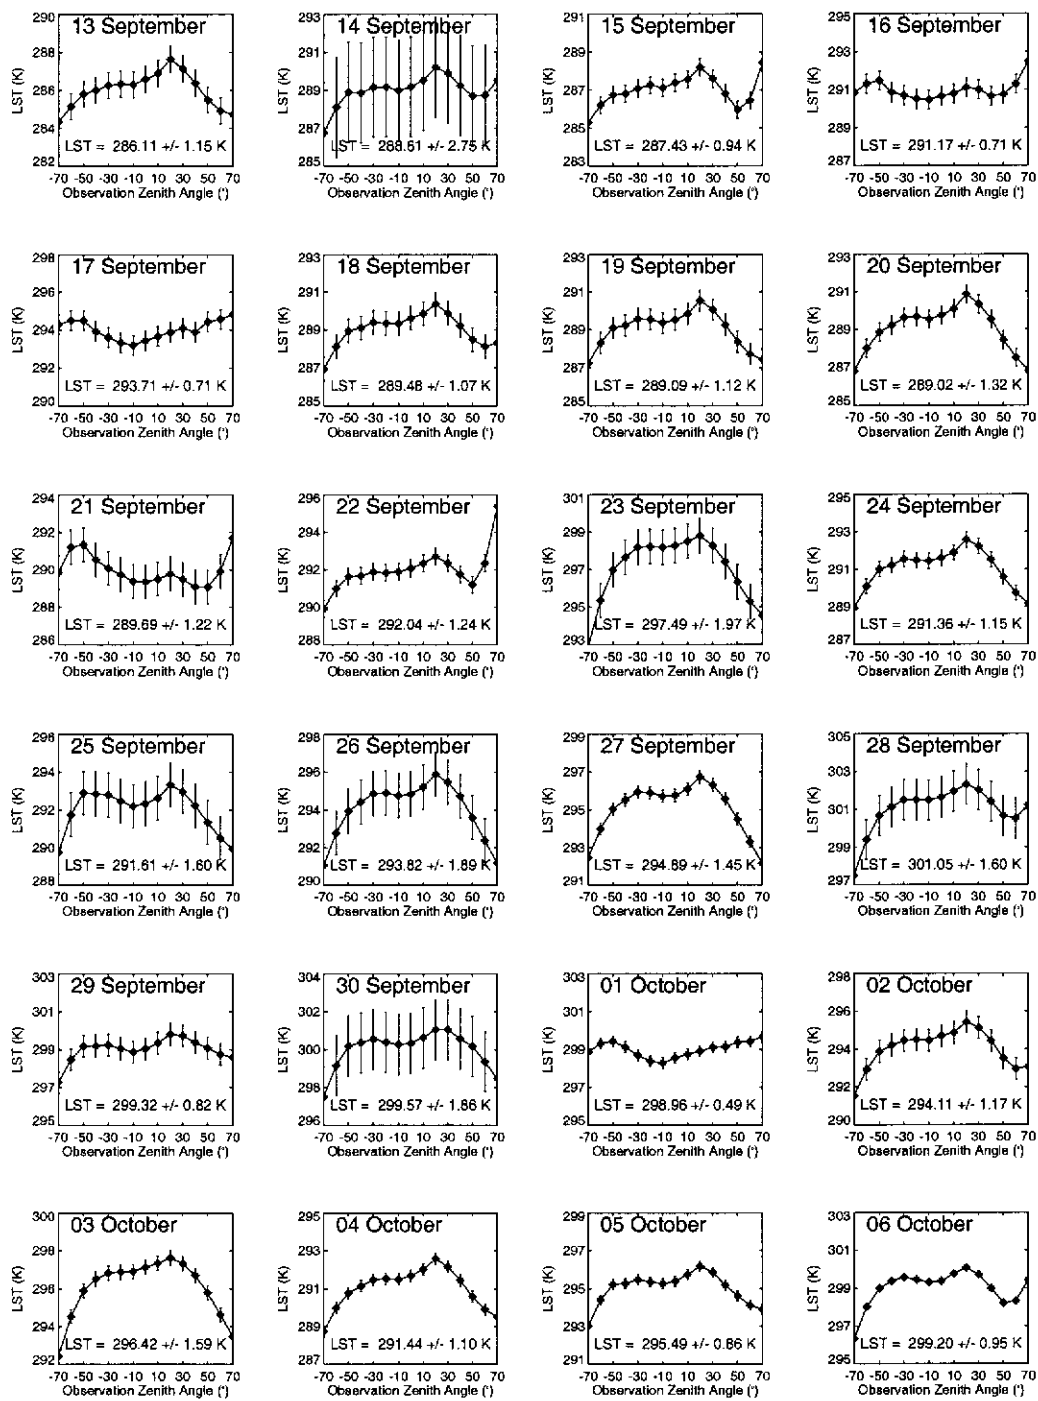 13 September
LST (K)
290
288
286
284
282
LST = 286.11 +/- 1.15 K
-70 -50 -30 -10 10 30 50 70
Observation Zenith Angle (°)
14 September
LST (K)
293
291
289
287
285
LST = 288.61 +/- 2.75 K
-70 -50 -30 -10 10 30 50 70
Observation Zenith Angle (°)
15 September
LST (K)
291
289
287
285
283
LST = 287.43 +/- 0.94 K
-70 -50 -30 -10 10 30 50 70
Observation Zenith Angle (°)
16 September
LST (K)
295
293
291
289
287
LST = 291.17 +/- 0.71 K
-70 -50 -30 -10 10 30 50 70
Observation Zenith Angle (°)
17 September
LST (K)
298
296
294
292
290
LST = 293.71 +/- 0.71 K
-70 -50 -30 -10 10 30 50 70
Observation Zenith Angle (°)
18 September
LST (K)
293
291
289
287
285
LST = 289.48 +/- 1.07 K
-70 -50 -30 -10 10 30 50 70
Observation Zenith Angle (°)
19 September
LST (K)
293
291
289
287
285
LST = 289.09 +/- 1.12 K
-70 -50 -30 -10 10 30 50 70
Observation Zenith Angle (°)
20 September
LST (K)
293
291
289
287
285
LST = 289.02 +/- 1.32 K
-70 -50 -30 -10 10 30 50 70
Observation Zenith Angle (°)
21 September
LST (K)
294
292
290
288
286
LST = 289.69 +/- 1.22 K
-70 -50 -30 -10 10 30 50 70
Observation Zenith Angle (°)
22 September
LST (K)
296
294
292
290
288
LST = 292.04 +/- 1.24 K
-70 -50 -30 -10 10 30 50 70
Observation Zenith Angle (°)
23 September
LST (K)
301
299
297
295
293
LST = 297.49 +/- 1.97 K
-70 -50 -30 -10 10 30 50 70
Observation Zenith Angle (°)
24 September
LST (K)
295
293
291
289
287
LST = 291.36 +/- 1.15 K
-70 -50 -30 -10 10 30 50 70
Observation Zenith Angle (°)
25 September
LST (K)
296
294
292
290
288
LST = 291.61 +/- 1.60 K
-70 -50 -30 -10 10 30 50 70
Observation Zenith Angle (°)
26 September
LST (K)
298
296
294
292
290
LST = 293.82 +/- 1.89 K
-70 -50 -30 -10 10 30 50 70
Observation Zenith Angle (°)
27 September
LST (K)
299
297
295
293
291
LST = 294.89 +/- 1.45 K
-70 -50 -30 -10 10 30 50 70
Observation Zenith Angle (°)
28 September
LST (K)
305
303
301
299
297
LST = 301.05 +/- 1.60 K
-70 -50 -30 -10 10 30 50 70
Observation Zenith Angle (°)
29 September
LST (K)
303
301
299
297
295
LST = 299.32 +/- 0.82 K
-70 -50 -30 -10 10 30 50 70
Observation Zenith Angle (°)
30 September
LST (K)
304
302
300
298
296
LST = 299.57 +/- 1.86 K
-70 -50 -30 -10 10 30 50 70
Observation Zenith Angle (°)
01 October
LST (K)
303
301
299
297
295
LST = 298.96 +/- 0.49 K
-70 -50 -30 -10 10 30 50 70
Observation Zenith Angle (°)
02 October
LST (K)
298
296
294
292
290
LST = 294.11 +/- 1.17 K
-70 -50 -30 -10 10 30 50 70
Observation Zenith Angle (°)
03 October
LST (K)
300
298
296
294
292
LST = 296.42 +/- 1.59 K
-70 -50 -30 -10 10 30 50 70
Observation Zenith Angle (°)
04 October
LST (K)
295
293
291
289
287
LST = 291.44 +/- 1.10 K
-70 -50 -30 -10 10 30 50 70
Observation Zenith Angle (°)
05 October
LST (K)
299
297
295
293
291
LST = 295.49 +/- 0.86 K
-70 -50 -30 -10 10 30 50 70
Observation Zenith Angle (°)
06 October
LST (K)
303
301
299
297
295
LST = 299.20 +/- 0.95 K
-70 -50 -30 -10 10 30 50 70
Observation Zenith Angle (°)